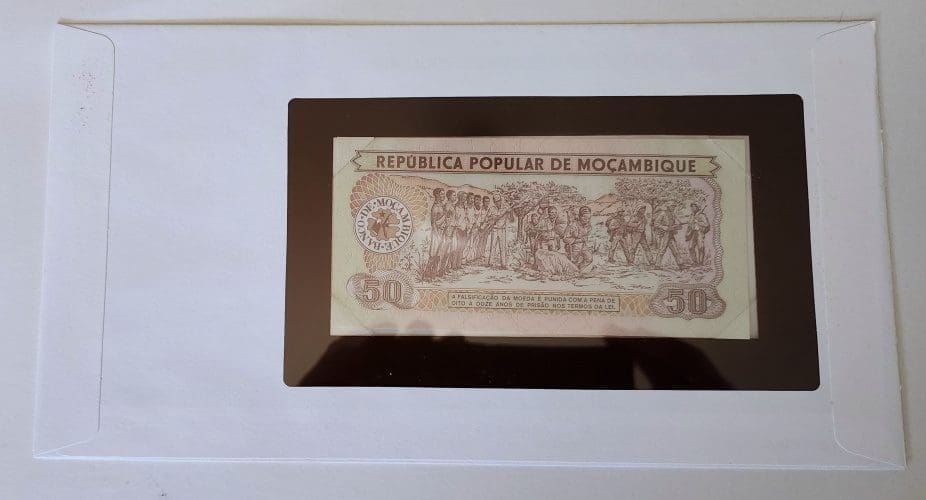 REPÚBLICA POPULAR DE MOÇAMBIQUE
BANCO·DE·MOÇAMBIQUE
50
A FALSIFICAÇÃO DA MOEDA É PUNIDA COM A PENA DE
OITO A DOZE ANOS DE PRISÃO NOS TERMOS DA LEI.
50